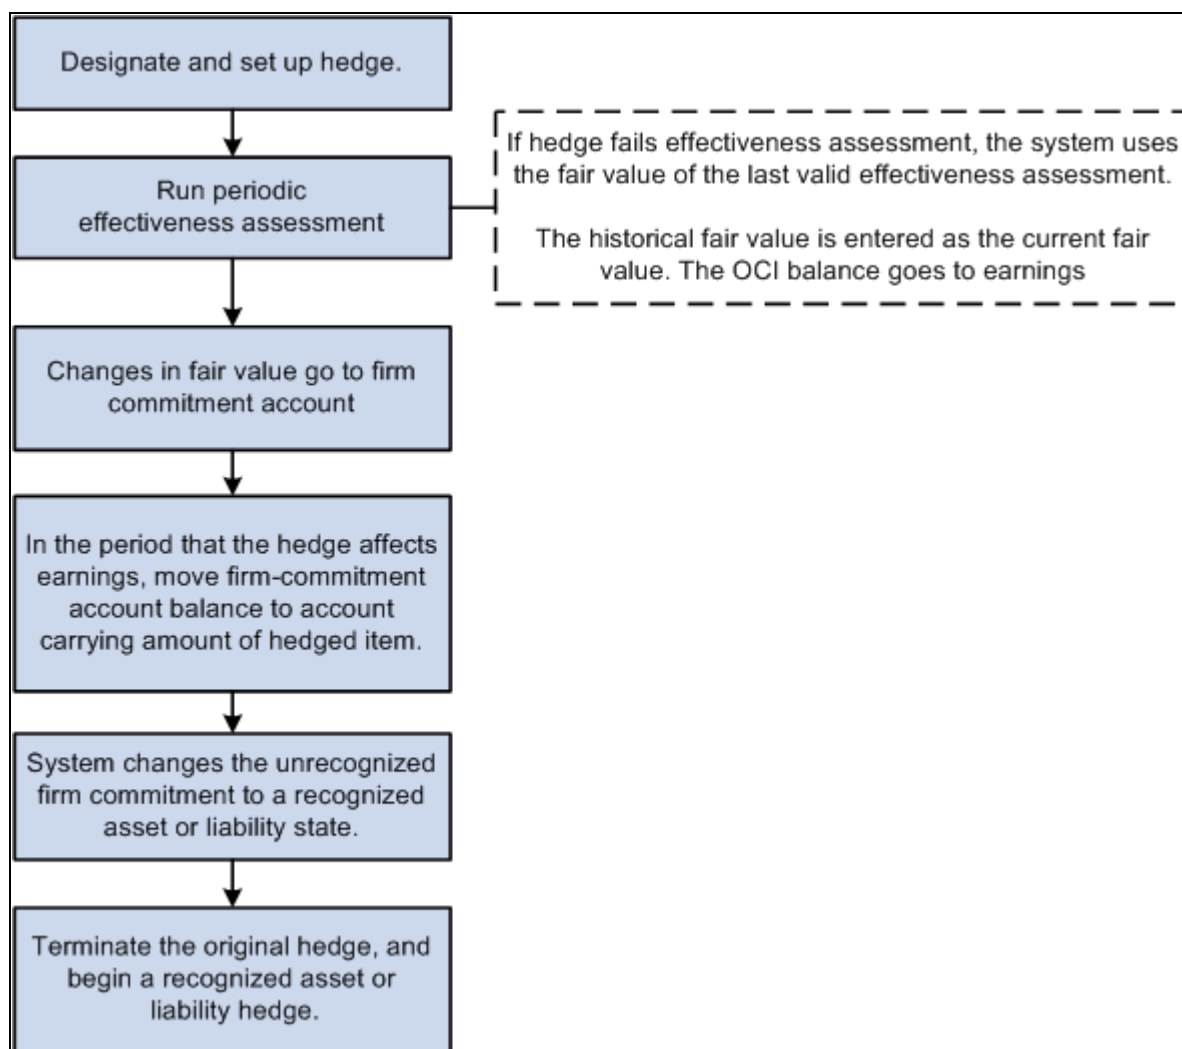 Designate and set up hedge.
Run periodic
effectiveness assessment
If hedge fails effectiveness assessment, the system uses
the fair value of the last valid effectiveness assessment.
The historical fair value is entered as the current fair
value. The OCI balance goes to earnings
Changes in fair value go to firm
commitment account
In the period that the hedge affects
earnings, move firm-commitment
account balance to account
carrying amount of hedged item.
System changes the unrecognized
firm commitment to a recognized
asset or liability state.
Terminate the original hedge, and
begin a recognized asset or
liability hedge.